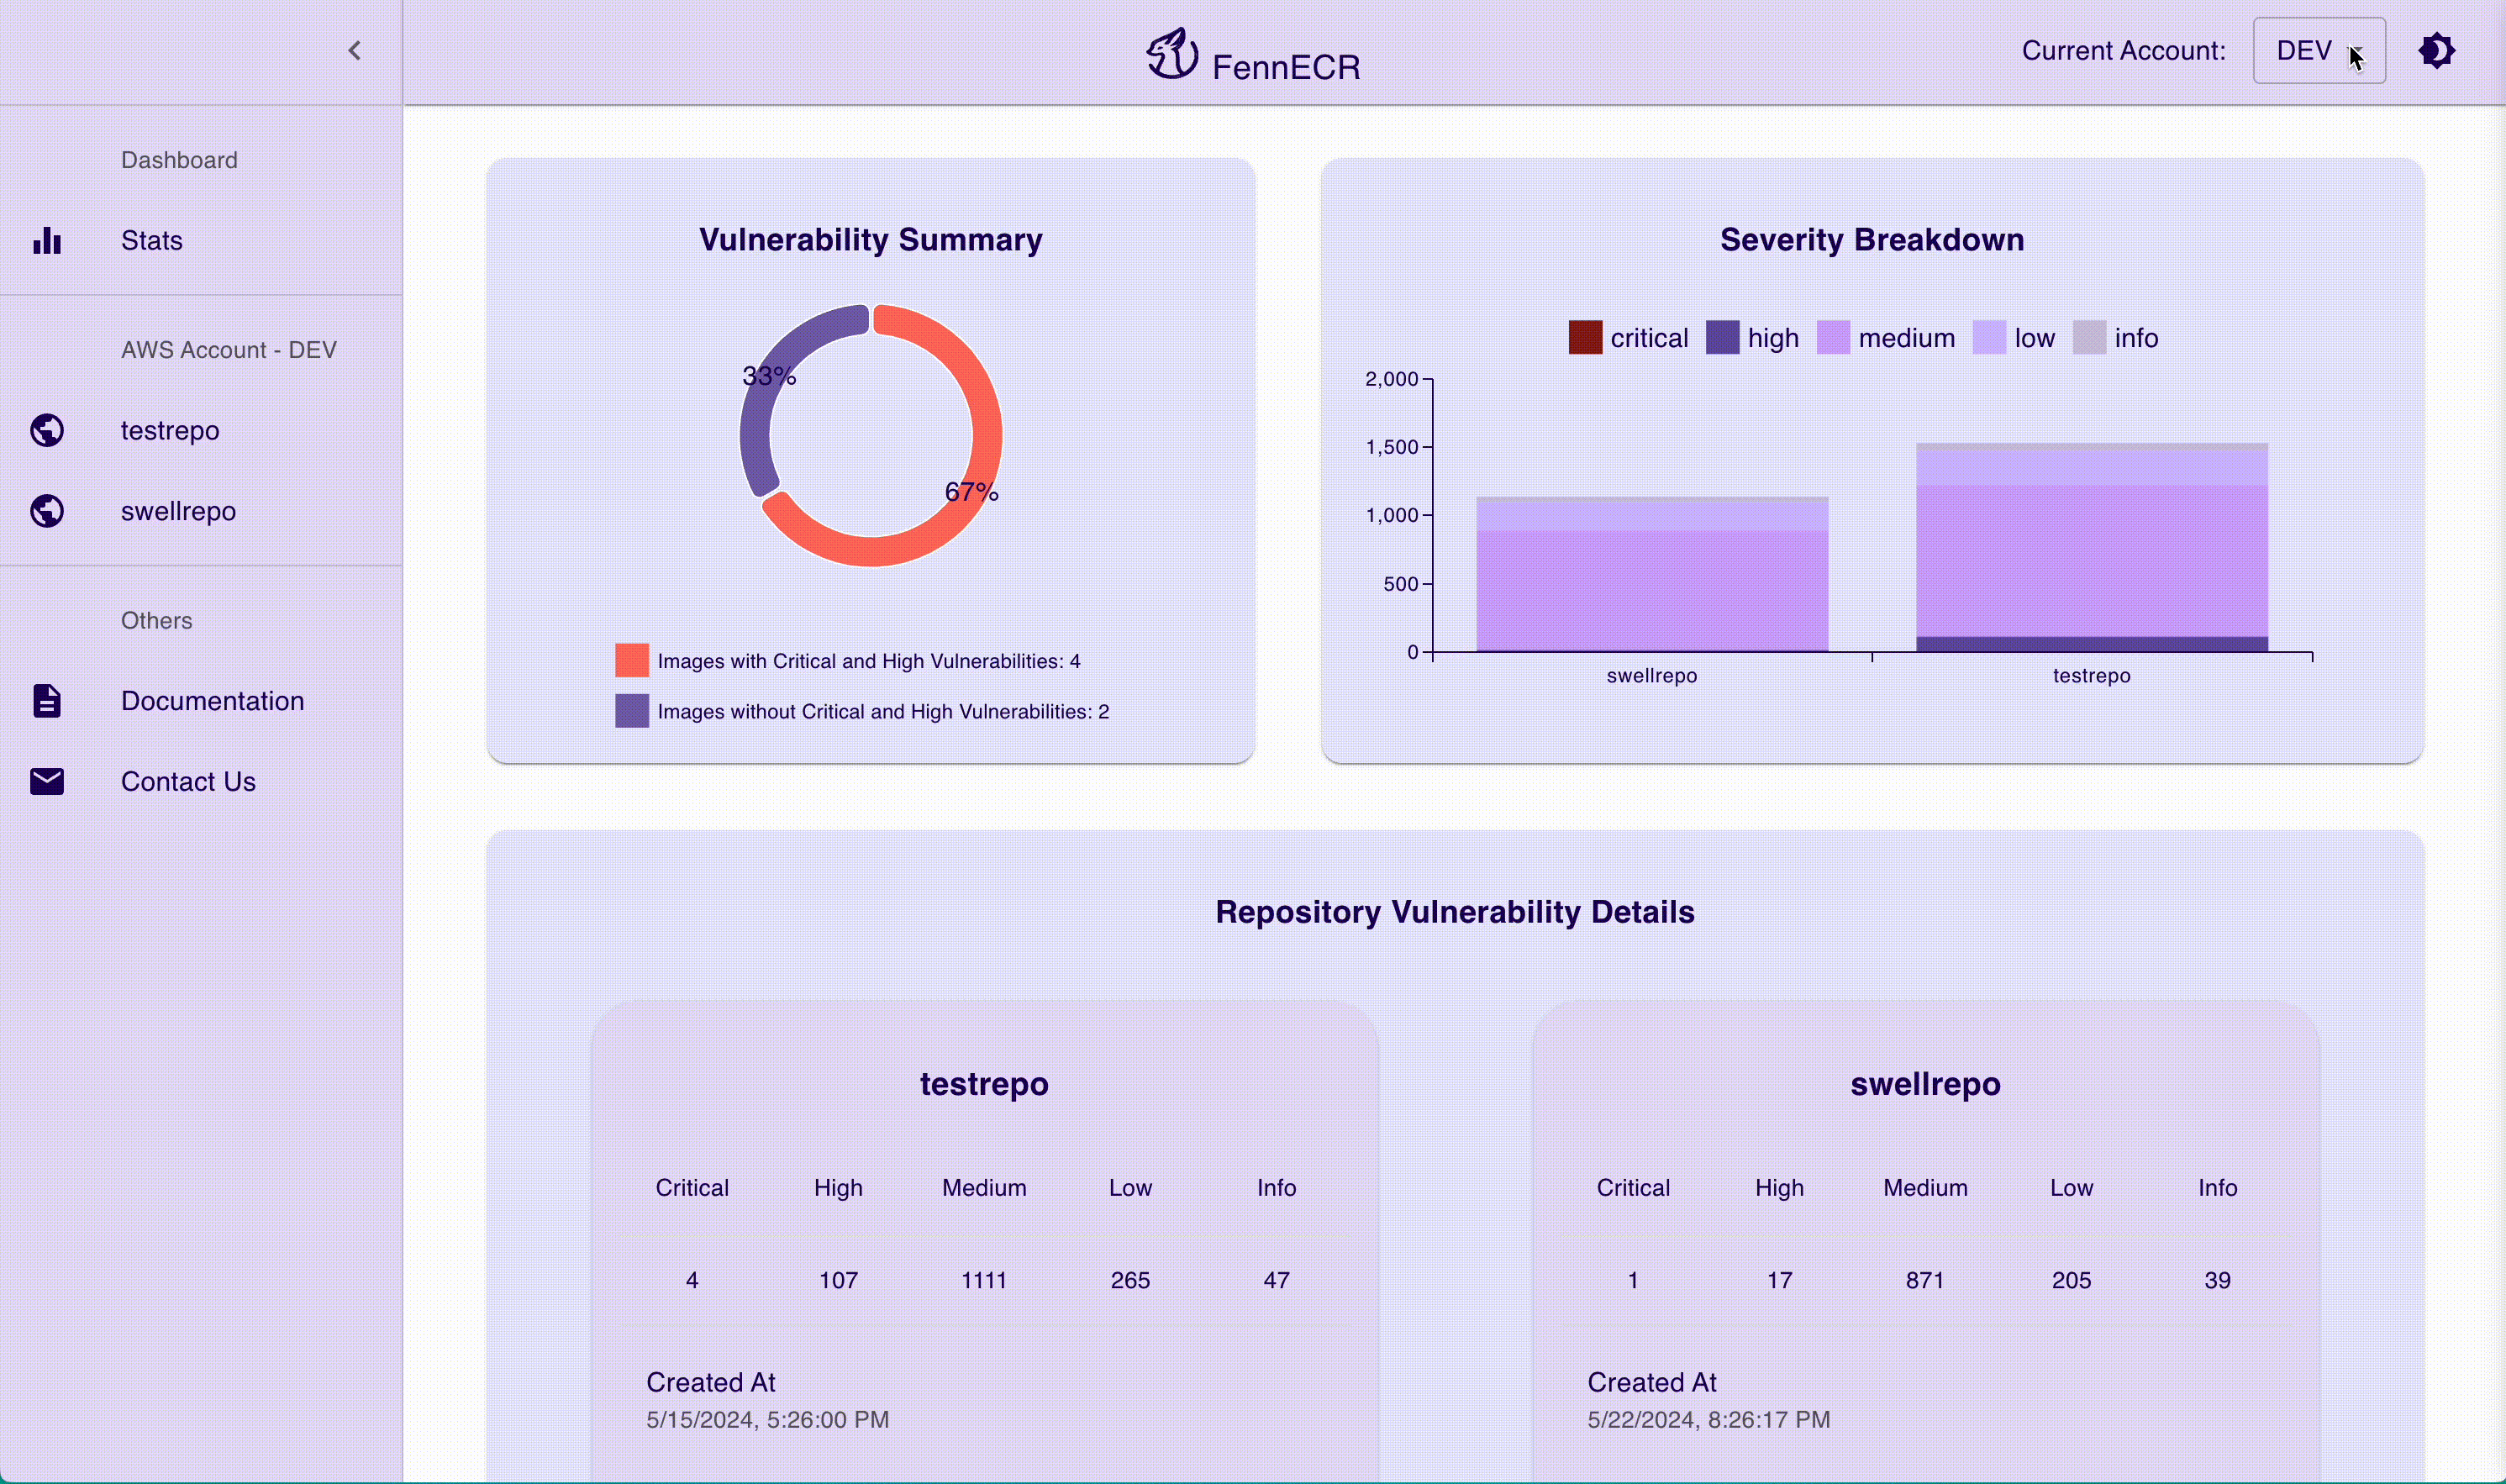 FennECR
Current Account:
DEV
Dashboard
Stats
AWS Account - DEV
testrepo
swellrepo
Others
Documentation
Contact Us
Vulnerability Summary
33%
67%
Images with Critical and High Vulnerabilities: 4
Images without Critical and High Vulnerabilities: 2
Severity Breakdown
critical high medium low info
2,000
1,500
1,000
500
0
swellrepo testrepo
Repository Vulnerability Details
testrepo
Critical High Medium Low Info
4 107 1111 265 47
Created At
5/15/2024, 5:26:00 PM
swellrepo
Critical High Medium Low Info
1 17 871 205 39
Created At
5/22/2024, 8:26:17 PM